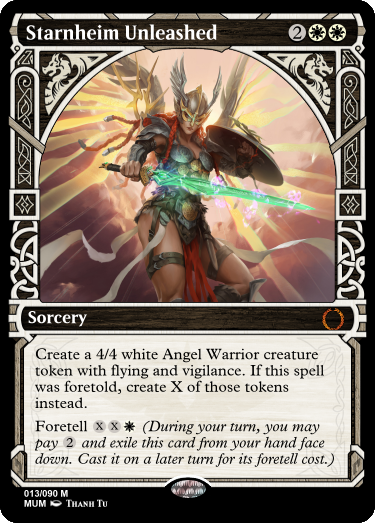 Starnheim Unleashed 2
Sorcery
Create a 4/4 white Angel Warrior creature
token with flying and vigilance. If this spell
was foretold, create X of those tokens
instead.
Foretell X X (During your turn, you may
pay 2 and exile this card from your hand face
down. Cast it on a later turn for its foretell cost.)
013/090 M
MUM Thanh Tu